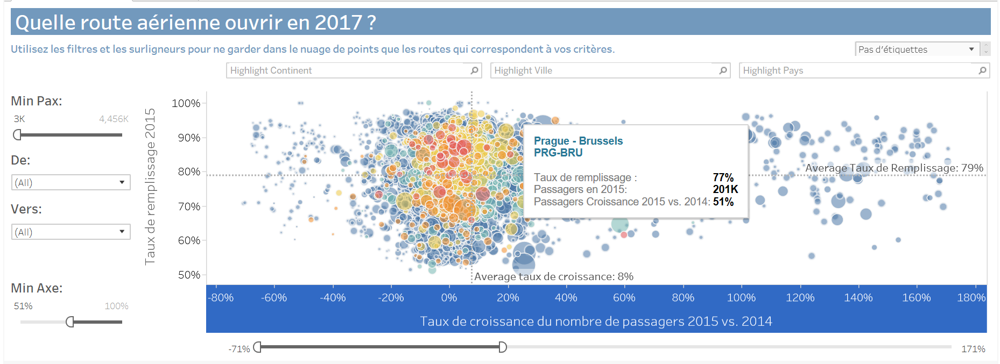 Quelle route aérienne ouvrir en 2017 ?
Utilisez les filtres et les surligneurs pour ne garder dans le nuage de points que les routes qui correspondent à vos critères.
Pas d'étiquettes
Highlight Continent
Highlight Ville
Highlight Pays
Min Pax:
3K
4,456K
De:
(All)
Vers:
(All)
Min Axe:
51%
100%
Taux de remplissage 2015
100%
90%
80%
70%
60%
50%
Prague - Brussels
PRG-BRU
Taux de remplissage : 77%
Passagers en 2015: 201K
Passagers Croissance 2015 vs. 2014: 51%
Average Taux de Remplissage: 79%
Average taux de croissance: 8%
-80% -60% -40% -20% 0% 20% 40% 60% 80% 100% 120% 140% 160% 180%
Taux de croissance du nombre de passagers 2015 vs. 2014
-71%
171%